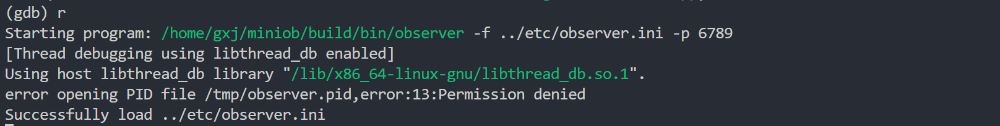 (gdb) r
Starting program: /home/gxj/miniob/build/bin/observer -f ../etc/observer.ini -p 6789
[Thread debugging using libthread_db enabled]
Using host libthread_db library "/lib/x86_64-linux-gnu/libthread_db.so.1".
error opening PID file /tmp/observer.pid,error:13:Permission denied
Successfully load ../etc/observer.ini